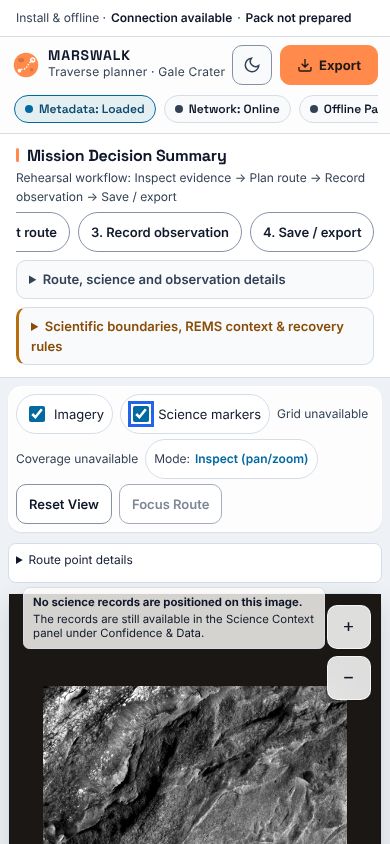 Install & offline · Connection available · Pack not prepared
MARSWALK
Traverse planner · Gale Crater
Export
Metadata: Loaded
Network: Online
Offline Pa
Mission Decision Summary
Rehearsal workflow: Inspect evidence → Plan route → Record
observation → Save / export
t route
3. Record observation
4. Save / export
Route, science and observation details
Scientific boundaries, REMS context & recovery
rules
Imagery
Science markers
Grid unavailable
Coverage unavailable
Mode: Inspect (pan/zoom)
Reset View
Focus Route
Route point details
No science records are positioned on this image.
The records are still available in the Science Context
panel under Confidence & Data.
+
−